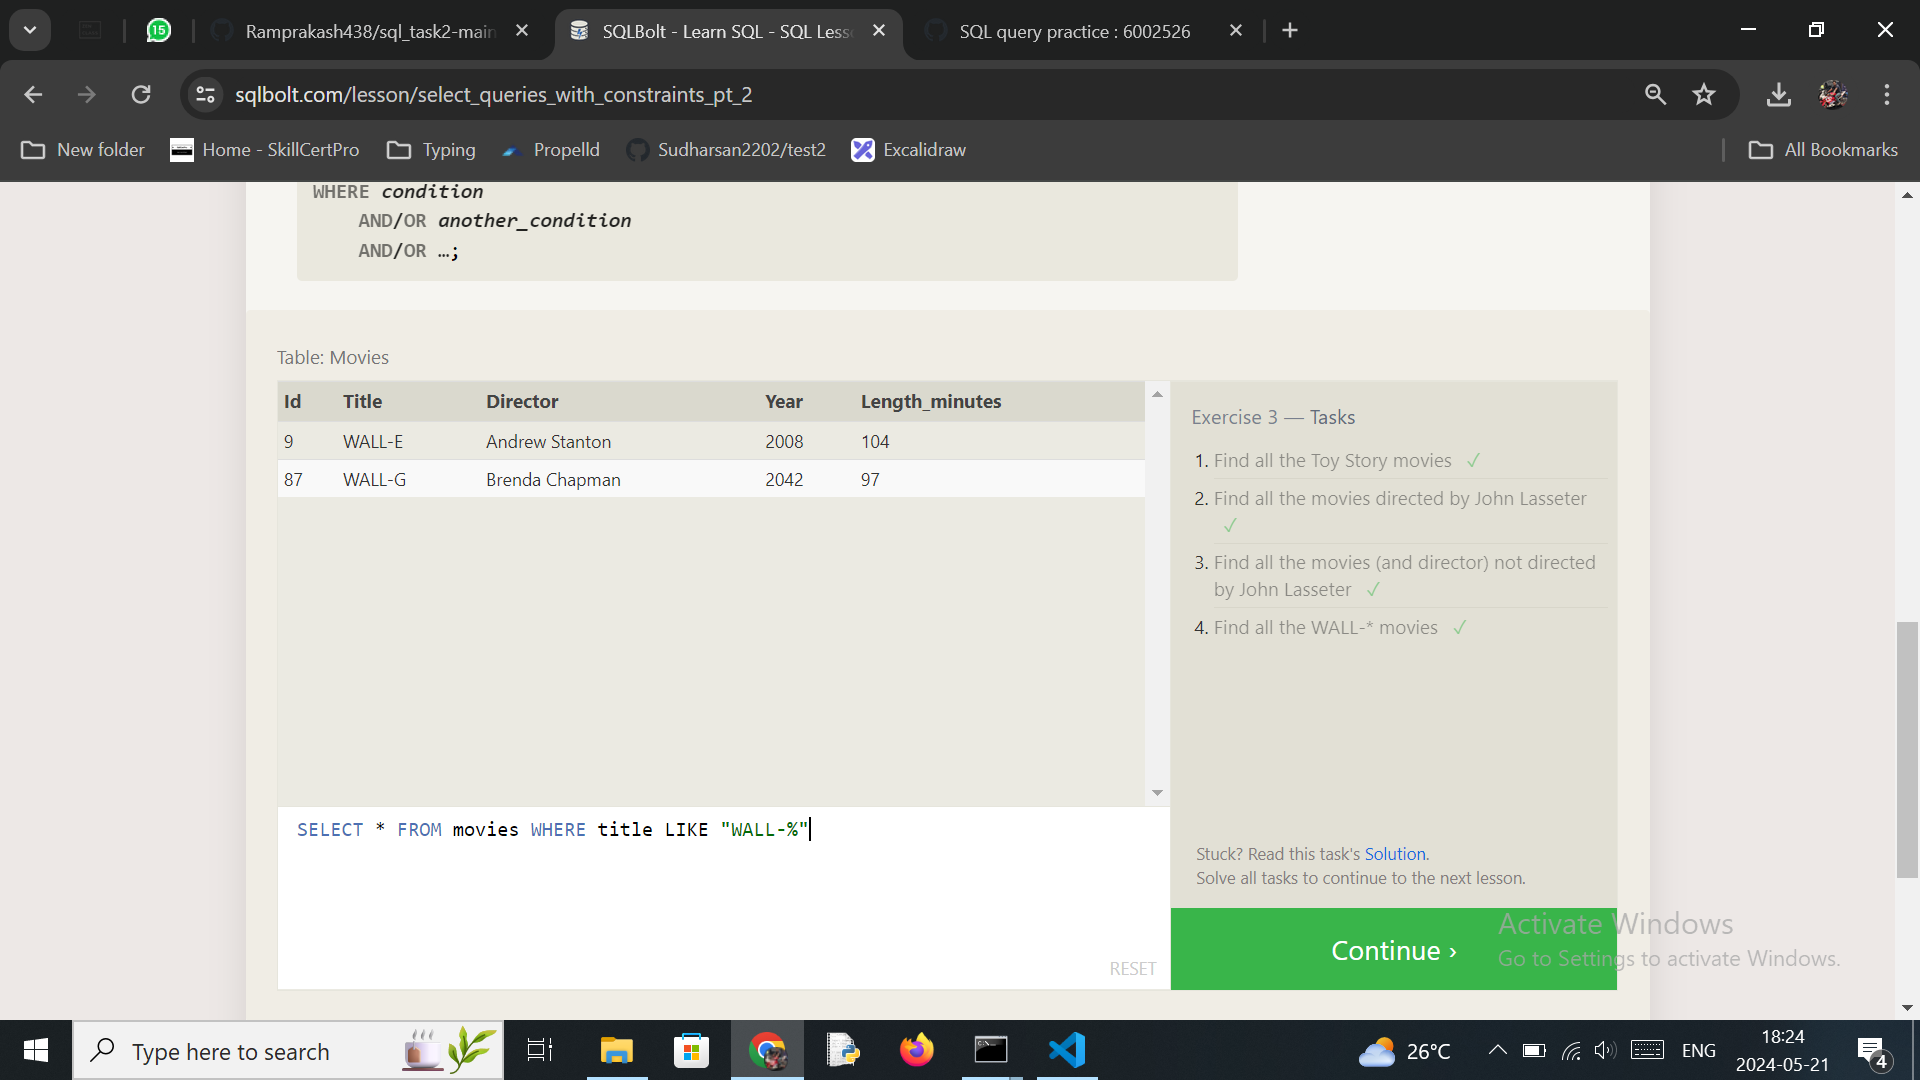 15
Ramprakash438/sql_task2-main
SQLBolt - Learn SQL - SQL Less
SQL query practice : 6002526
sqlbolt.com/lesson/select_queries_with_constraints_pt_2
New folder
Home - SkillCertPro
Typing
Propelld
Sudharsan2202/test2
Excalidraw
All Bookmarks
WHERE condition
AND/OR another_condition
AND/OR …;
Table: Movies
Id Title Director Year Length_minutes
9 WALL-E Andrew Stanton 2008 104
87 WALL-G Brenda Chapman 2042 97
SELECT * FROM movies WHERE title LIKE "WALL-%"
RESET
Exercise 3 — Tasks
1. Find all the Toy Story movies ✓
2. Find all the movies directed by John Lasseter
✓
3. Find all the movies (and director) not directed
by John Lasseter ✓
4. Find all the WALL-* movies ✓
Stuck? Read this task's Solution.
Solve all tasks to continue to the next lesson.
Continue ›
Activate Windows
Go to Settings to activate Windows.
Type here to search
26°C
ENG
18:24
2024-05-21
4